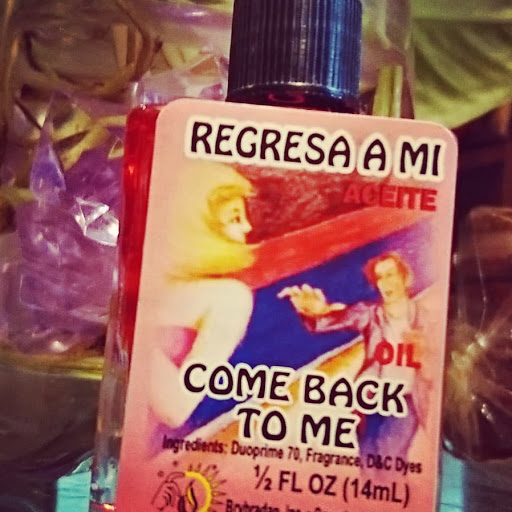 REGRESA A MI
ACEITE
OIL
COME BACK
TO ME
Ingredients: Duoprime 70, Fragrance, D&C Dyes
½ FL OZ (14mL)